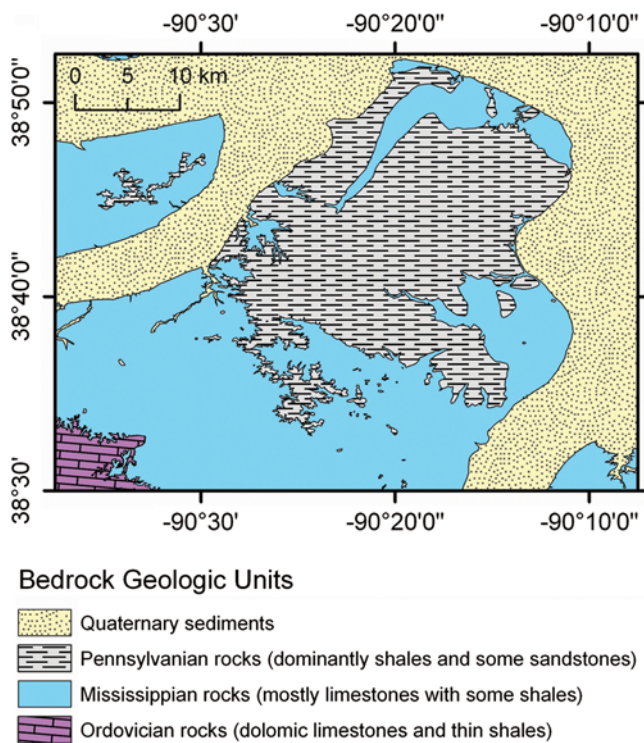 -90°30' -90°20'0" -90°10'0"
0 5 10 km
38°50'0"
38°40'0"
38°30'
-90°30' -90°20'0" -90°10'0"
Bedrock Geologic Units
Quaternary sediments
Pennsylvanian rocks (dominantly shales and some sandstones)
Mississippian rocks (mostly limestones with some shales)
Ordovician rocks (dolomic limestones and thin shales)